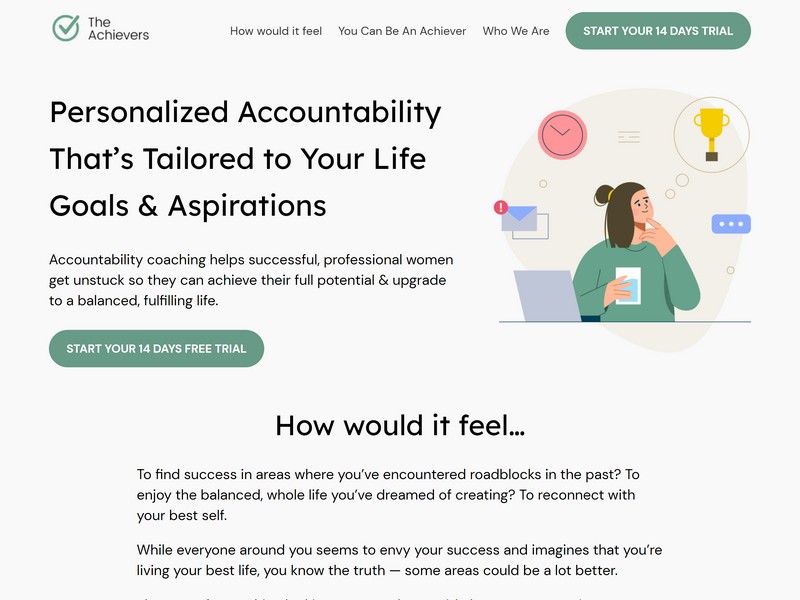 The
Achievers
How would it feel
You Can Be An Achiever
Who We Are
START YOUR 14 DAYS TRIAL
Personalized Accountability
That’s Tailored to Your Life
Goals & Aspirations
Accountability coaching helps successful, professional women
get unstuck so they can achieve their full potential & upgrade
to a balanced, fulfilling life.
START YOUR 14 DAYS FREE TRIAL
!
How would it feel…
To find success in areas where you’ve encountered roadblocks in the past? To
enjoy the balanced, whole life you’ve dreamed of creating? To reconnect with
your best self.
While everyone around you seems to envy your success and imagines that you’re
living your best life, you know the truth — some areas could be a lot better.